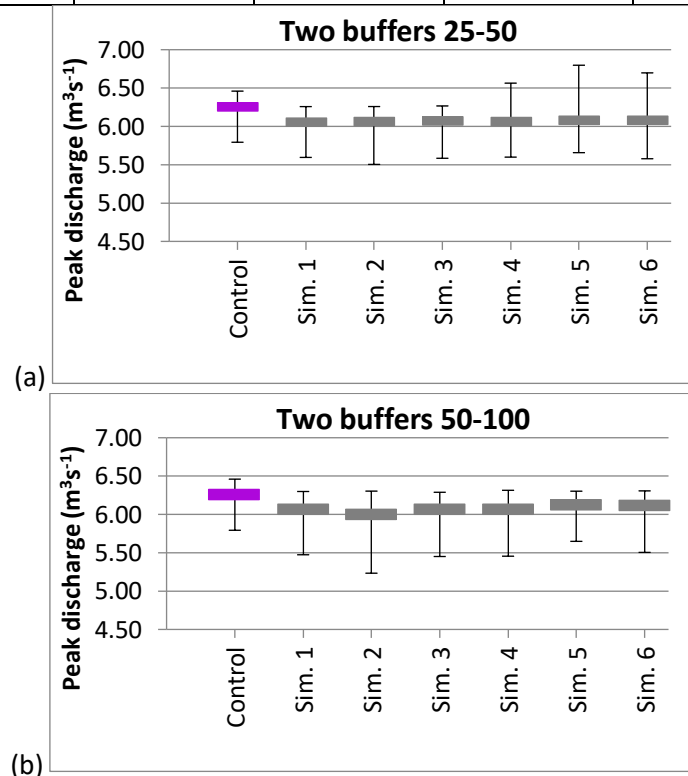 Two buffers 25-50
Peak discharge (m³s⁻¹)
7.00
6.50
6.00
5.50
5.00
4.50
Control
Sim. 1
Sim. 2
Sim. 3
Sim. 4
Sim. 5
Sim. 6
(a)
Two buffers 50-100
Peak discharge (m³s⁻¹)
7.00
6.50
6.00
5.50
5.00
4.50
Control
Sim. 1
Sim. 2
Sim. 3
Sim. 4
Sim. 5
Sim. 6
(b)